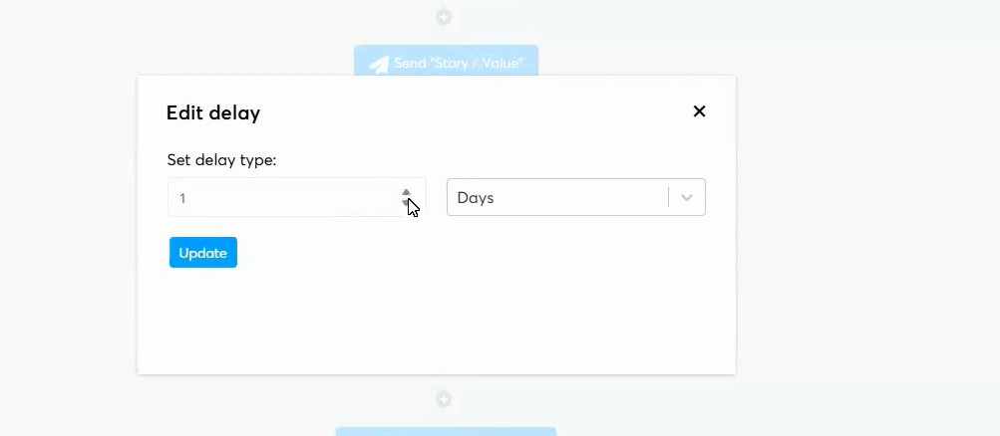 Send "Story / Value"
Edit delay
Set delay type:
1
Days
Update